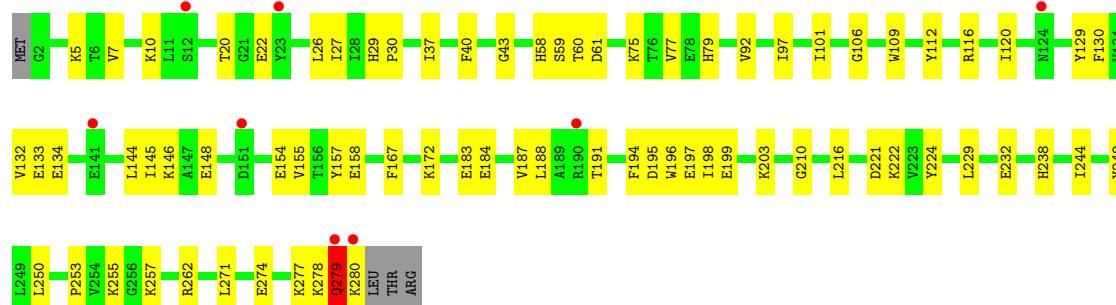 MET G2 K5 T6 V7 K10 L11 S12 T20 G21 E22 Y23 L26 I27 I28 H29 P30 I37 F40 G43 H58 S59 T60 D61 K75 T76 V77 E78 H79 V92 I97 I101 G106 W109 Y112 R116 I120 N124 Y129 F130
V132 E133 E134 E141 L144 I145 K146 A147 E148 D151 E154 V155 T156 Y157 E158 F167 K172 E183 E184 V187 L188 A189 R190 T191 F194 D195 W196 E197 I198 E199 K203 G210 L216 D221 K222 V223 Y224 L229 E232 H238 I244
L249 L250 P253 V254 K255 G256 K257 R262 L271 E274 K277 K278 Q279 K280 LEU THR ARG